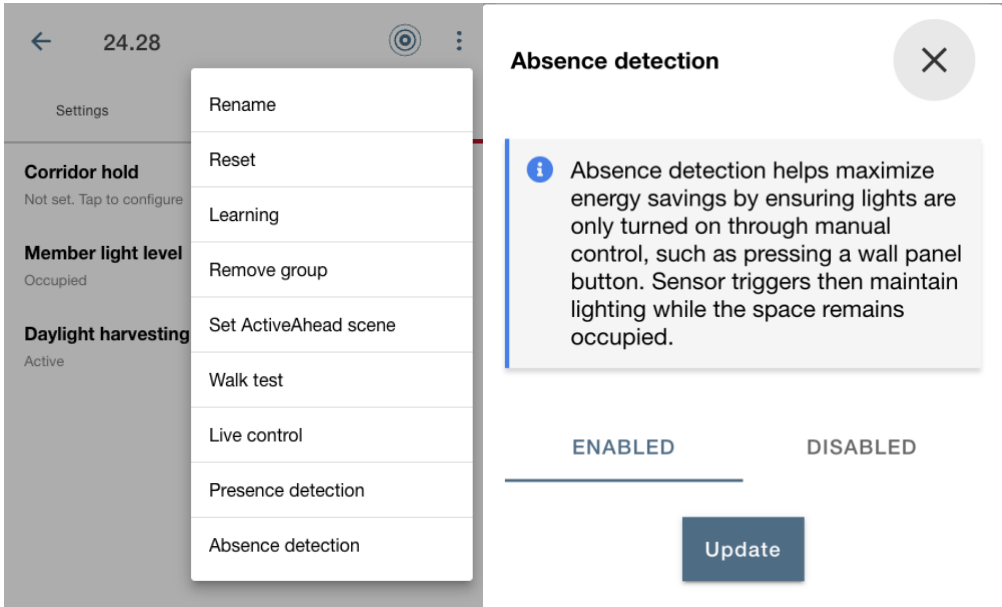 24.28
Settings
Corridor hold
Not set. Tap to configure
Member light level
Occupied
Daylight harvesting
Active
Rename
Reset
Learning
Remove group
Set ActiveAhead scene
Walk test
Live control
Presence detection
Absence detection
Absence detection
Absence detection helps maximize
energy savings by ensuring lights are
only turned on through manual
control, such as pressing a wall panel
button. Sensor triggers then maintain
lighting while the space remains
occupied.
ENABLED
DISABLED
Update